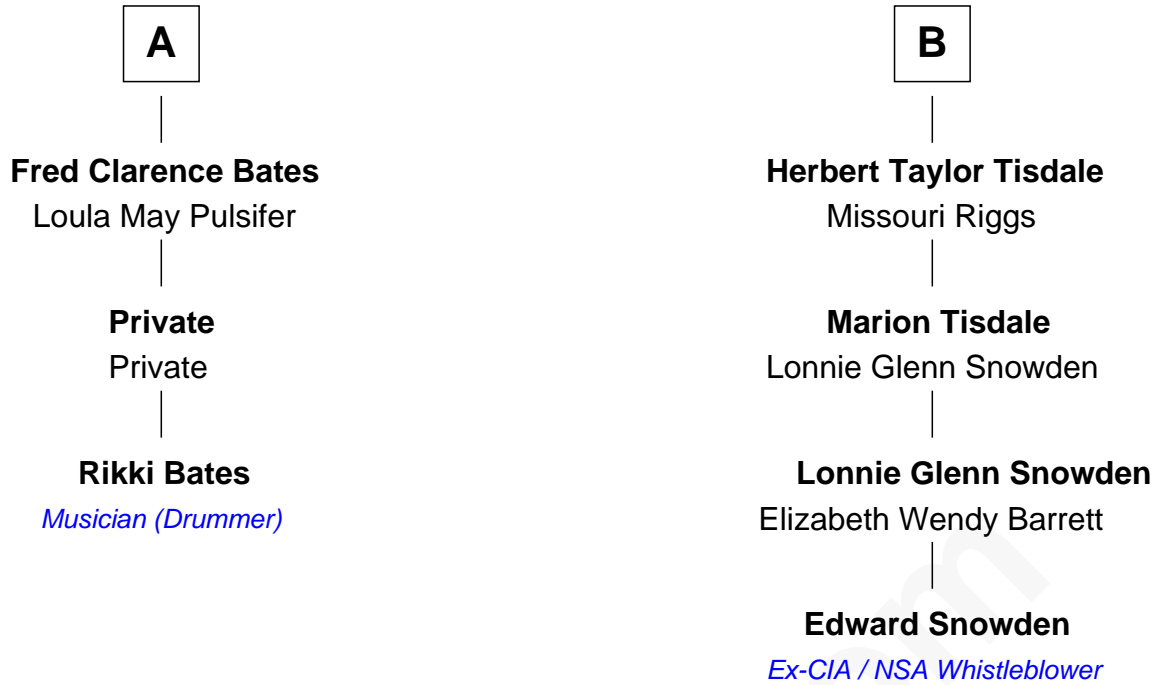 A
Fred Clarence Bates
Loula May Pulsifer
Private
Private
Rikki Bates
Musician (Drummer)
B
Herbert Taylor Tisdale
Missouri Riggs
Marion Tisdale
Lonnie Glenn Snowden
Lonnie Glenn Snowden
Elizabeth Wendy Barrett
Edward Snowden
Ex-CIA / NSA Whistleblower